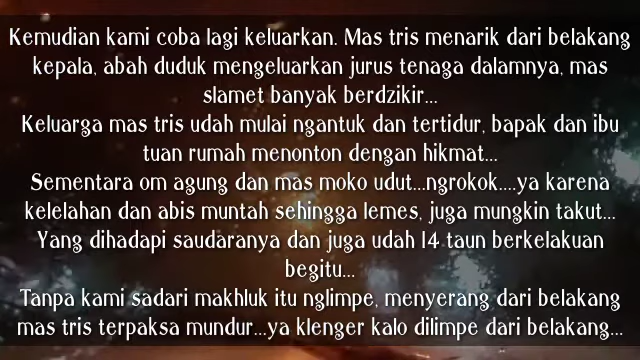 Kemudian kami coba lagi keluarkan. Mas tris menarik dari belakang
kepala, abah duduk mengeluarkan jurus tenaga dalamnya, mas
slamet banyak berdzikir...
Keluarga mas tris udah mulai ngantuk dan tertidur, bapak dan ibu
tuan rumah menonton dengan hikmat...
Sementara om agung dan mas moko udut...ngrokok....ya karena
kelelahan dan abis muntah sehingga lemes, juga mungkin takut...
Yang dihadapi saudaranya dan juga udah 14 taun berkelakuan
begitu...
Tanpa kami sadari makhluk itu nglimpe, menyerang dari belakang
mas tris terpaksa mundur...ya klenger kalo dilimpe dari belakang...